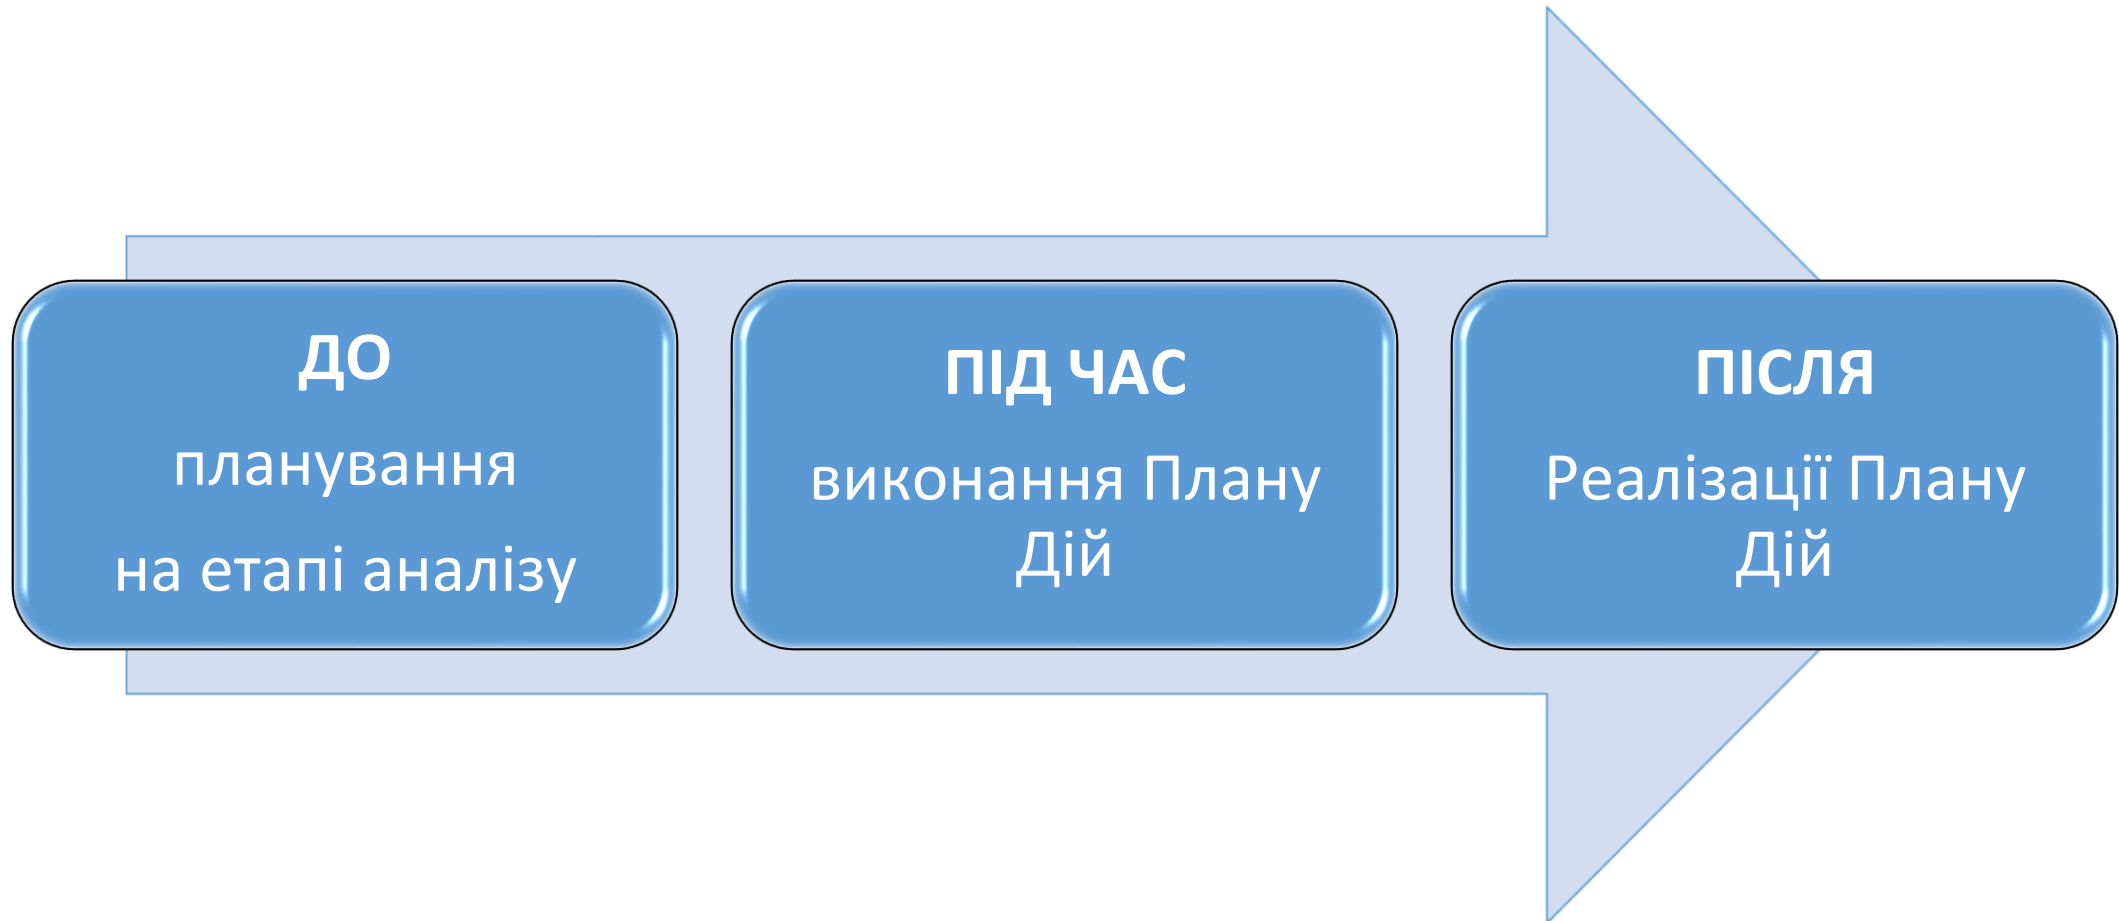 ДО
планування
на етапі аналізу
ПІД ЧАС
виконання Плану
Дій
ПІСЛЯ
Реалізації Плану
Дій